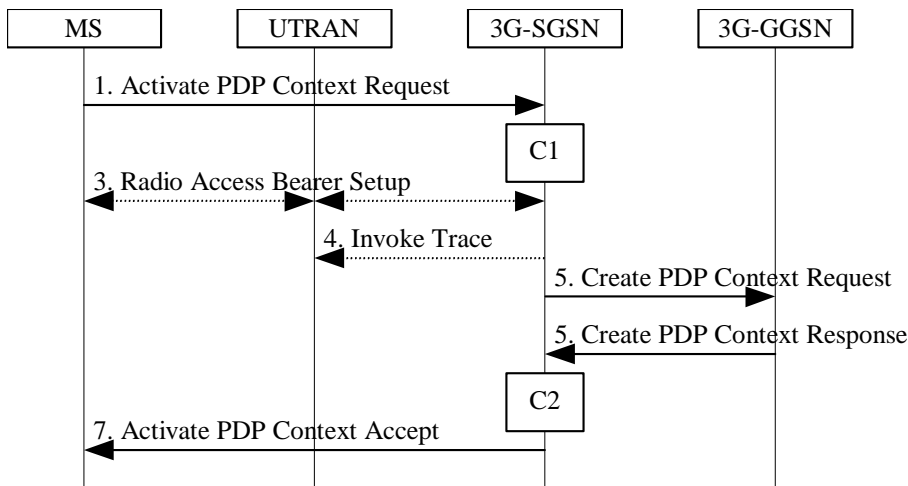 MS
UTRAN
3G-SGSN
3G-GGSN
1. Activate PDP Context Request
C1
3. Radio Access Bearer Setup
4. Invoke Trace
5. Create PDP Context Request
5. Create PDP Context Response
C2
7. Activate PDP Context Accept